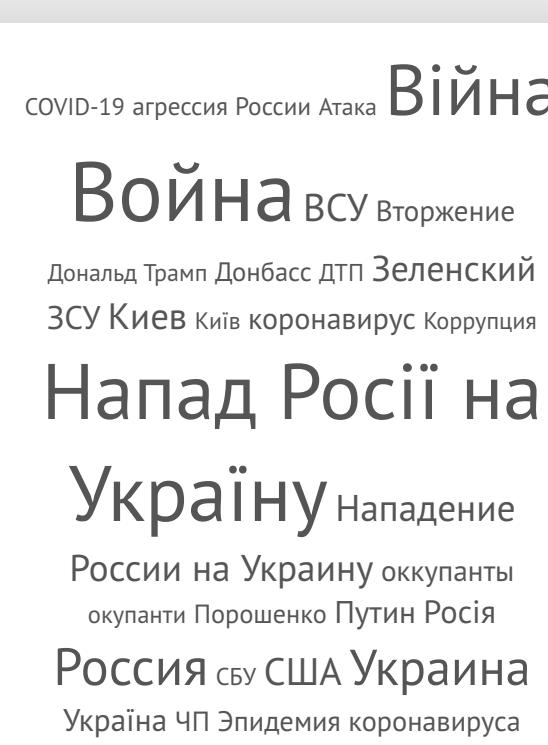 COVID-19 агрессия России Атака Війна
Война ВСУ Вторжение
Дональд Трамп Донбасс ДТП Зеленский
ЗСУ Киев Київ коронавирус Коррупция
Напад Росії на
Україну Нападение
России на Украину оккупанты
окупанти Порошенко Путин Росія
Россия СБУ США Украина
Україна ЧП Эпидемия коронавируса